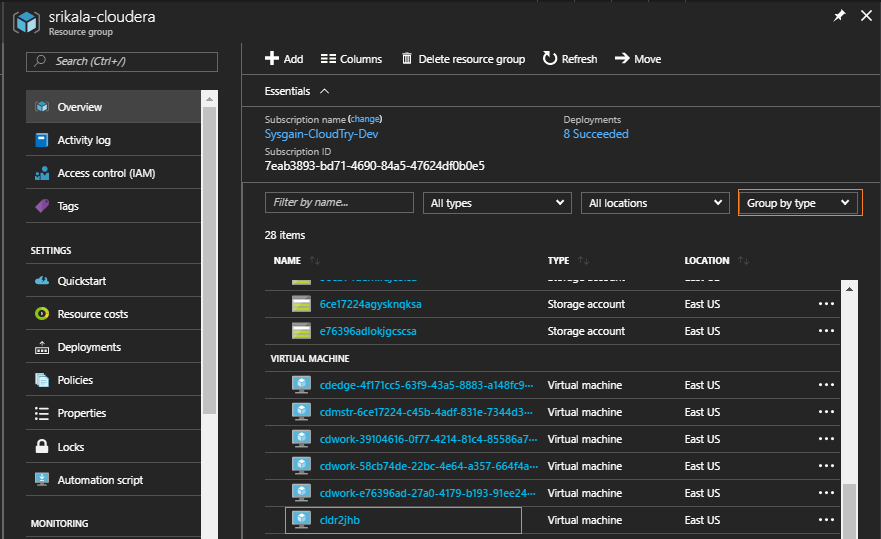 srikala-cloudera
Resource group
Search (Ctrl+/)
Overview
Activity log
Access control (IAM)
Tags
SETTINGS
Quickstart
Resource costs
Deployments
Policies
Properties
Locks
Automation script
MONITORING
Add Columns Delete resource group Refresh Move
Essentials
Subscription name (change) Deployments
Sysgain-CloudTry-Dev 8 Succeeded
Subscription ID
7eab3893-bd71-4690-84a5-47624df0b0e5
Filter by name... All types All locations Group by type
28 items
NAME TYPE LOCATION
6ce17224agysknqksa Storage account East US ...
e76396adlokjgcscsa Storage account East US ...
VIRTUAL MACHINE
cdedge-4f171cc5-63f9-43a5-8883-a148fc9... Virtual machine East US ...
cdmstr-6ce17224-c45b-4adf-831e-7344d3... Virtual machine East US ...
cdwork-39104616-0f77-4214-81c4-85586a7... Virtual machine East US ...
cdwork-58cb74de-22bc-4e64-a357-664f4a... Virtual machine East US ...
cdwork-e76396ad-27a0-4179-b193-91ee24... Virtual machine East US ...
cldr2jhb Virtual machine East US ...